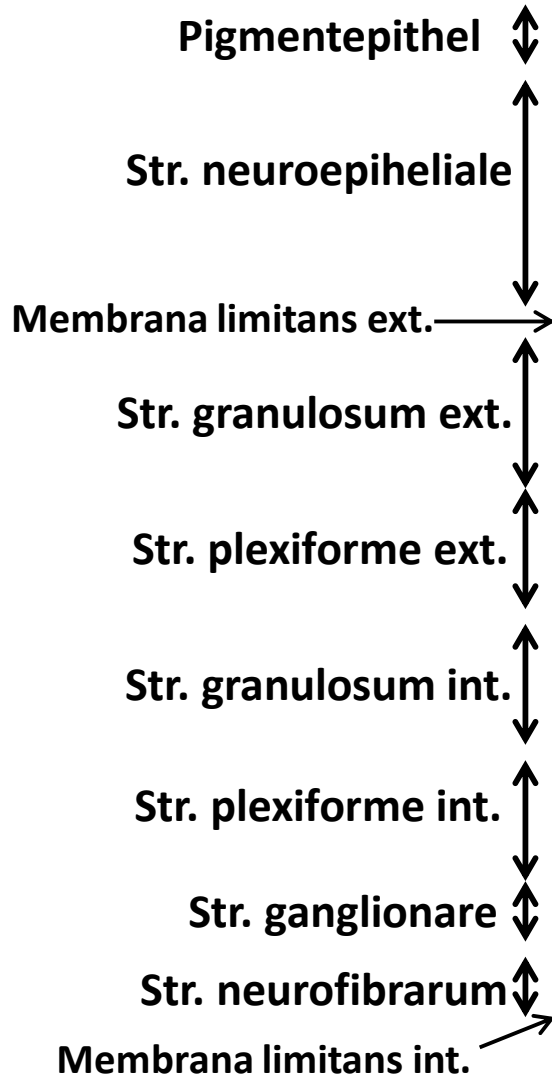 Pigmentepithel
Str. neuroepiheliale
Membrana limitans ext.
Str. granulosum ext.
Str. plexiforme ext.
Str. granulosum int.
Str. plexiforme int.
Str. ganglionare
Str. neurofibrarum
Membrana limitans int.